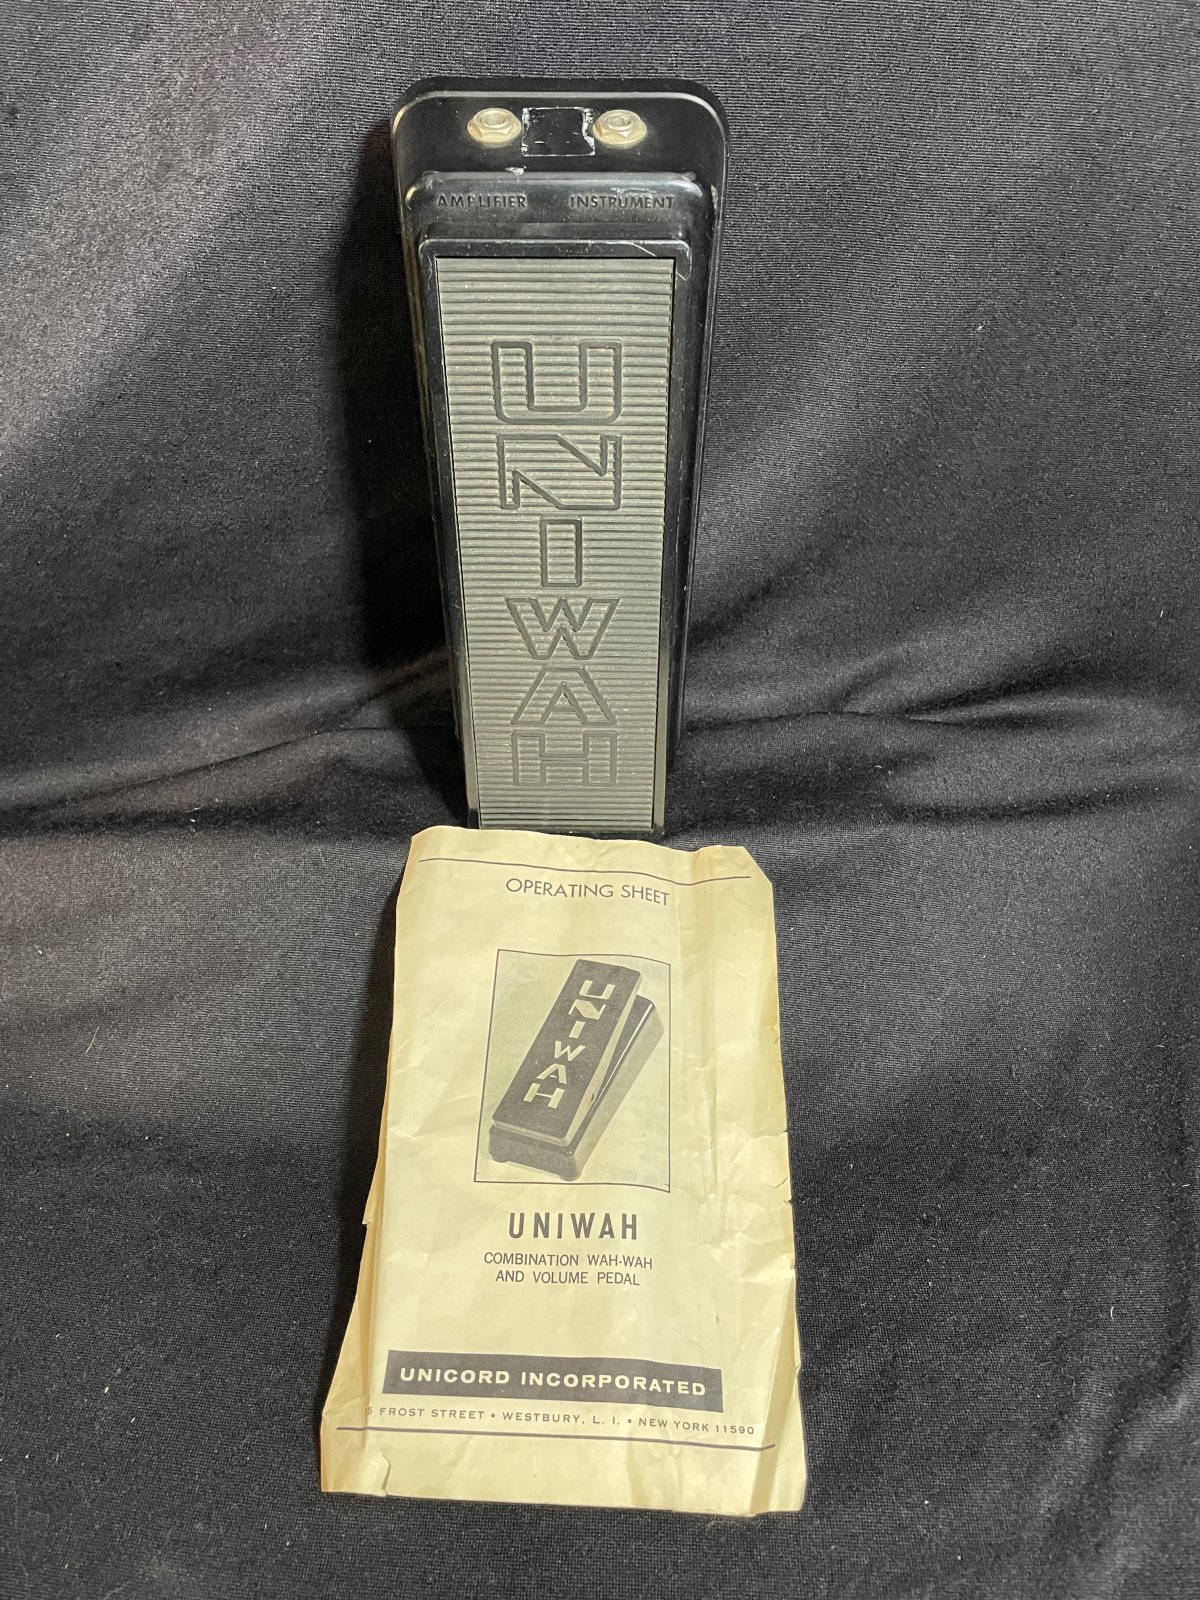 AMPLIFIER INSTRUMENT
UNIWAH
OPERATING SHEET
UNIWAH
UNIWAH
COMBINATION WAH-WAH
AND VOLUME PEDAL
UNICORD INCORPORATED
5 FROST STREET • WESTBURY, L. I. • NEW YORK 11590